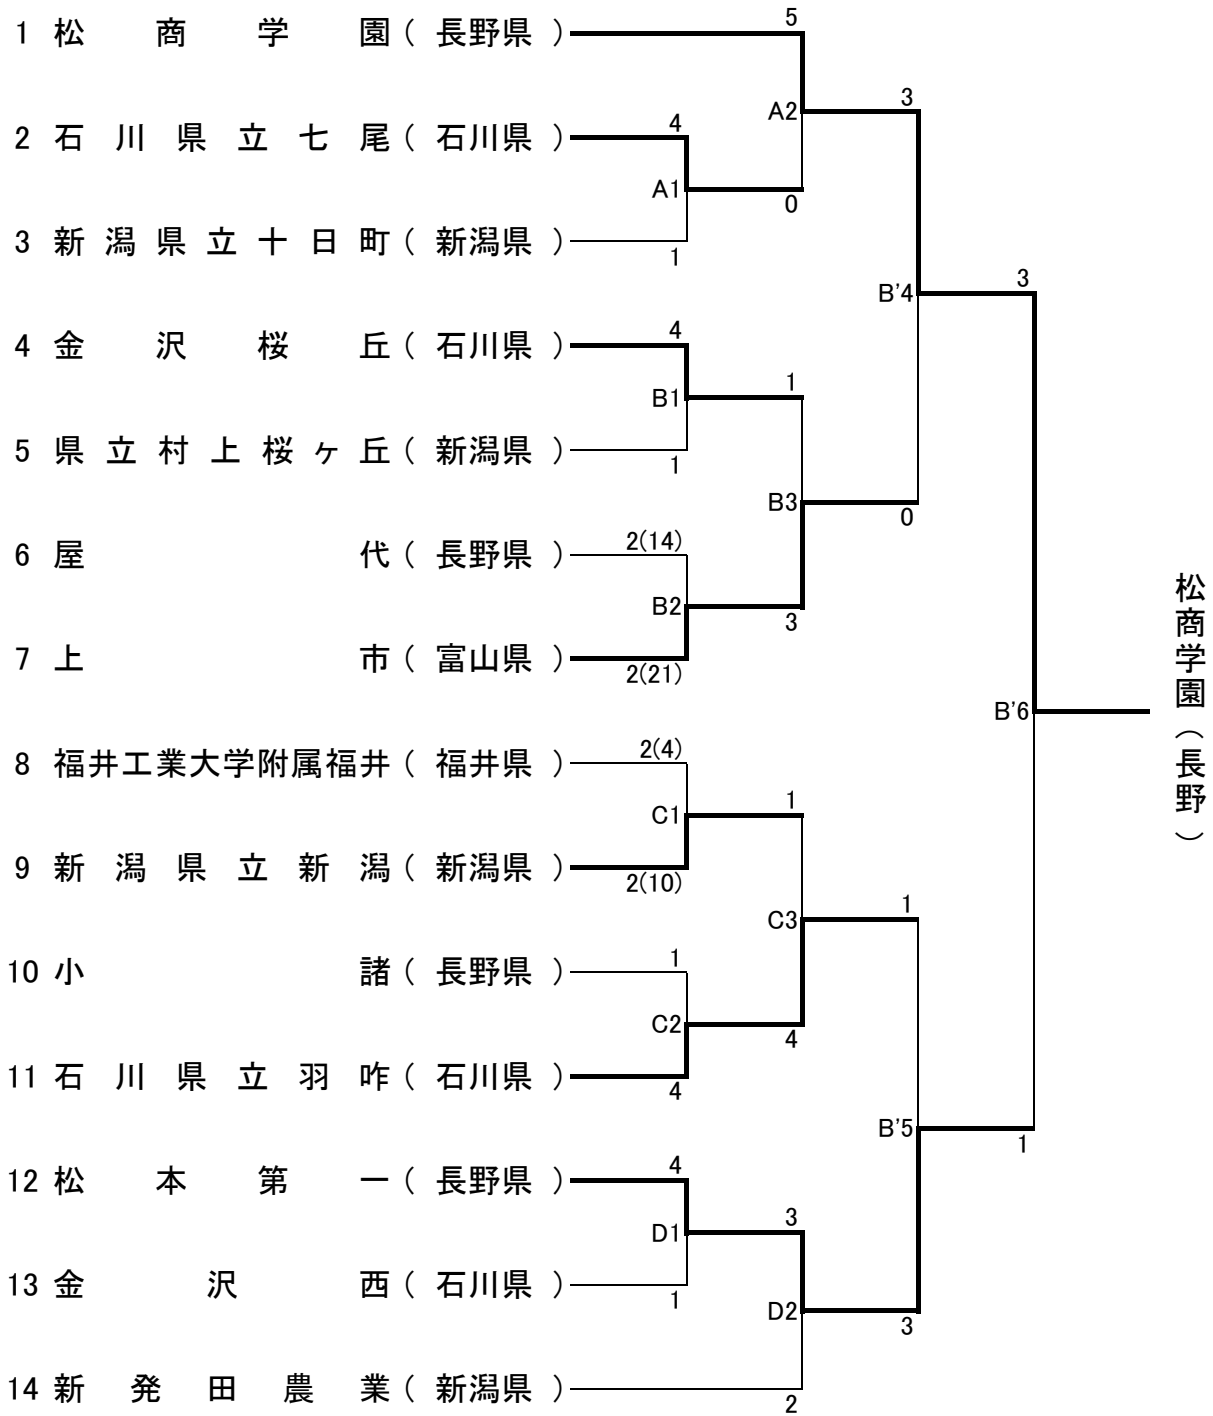 5
1 松商学園 ( 長野県 )
3
A2
4
2 石川県立七尾 ( 石川県 )
A1
0
3 新潟県立十日町 ( 新潟県 )
1
3
B'4
4
4 金沢桜丘 ( 石川県 )
1
B1
5 県立村上桜ヶ丘 ( 新潟県 )
1
B3
0
2(14)
6 屋代 ( 長野県 )
B2
3
7 上市 ( 富山県 )
2(21)
松商学園(長野)
B'6
2(4)
8 福井工業大学附属福井 ( 福井県 )
1
C1
9 新潟県立新潟 ( 新潟県 )
2(10)
1
C3
1
10 小諸 ( 長野県 )
C2
4
11 石川県立羽咋 ( 石川県 )
4
B'5
1
4
12 松本第一 ( 長野県 )
3
D1
13 金沢西 ( 石川県 )
1
D2
3
14 新発田農業 ( 新潟県 )
2